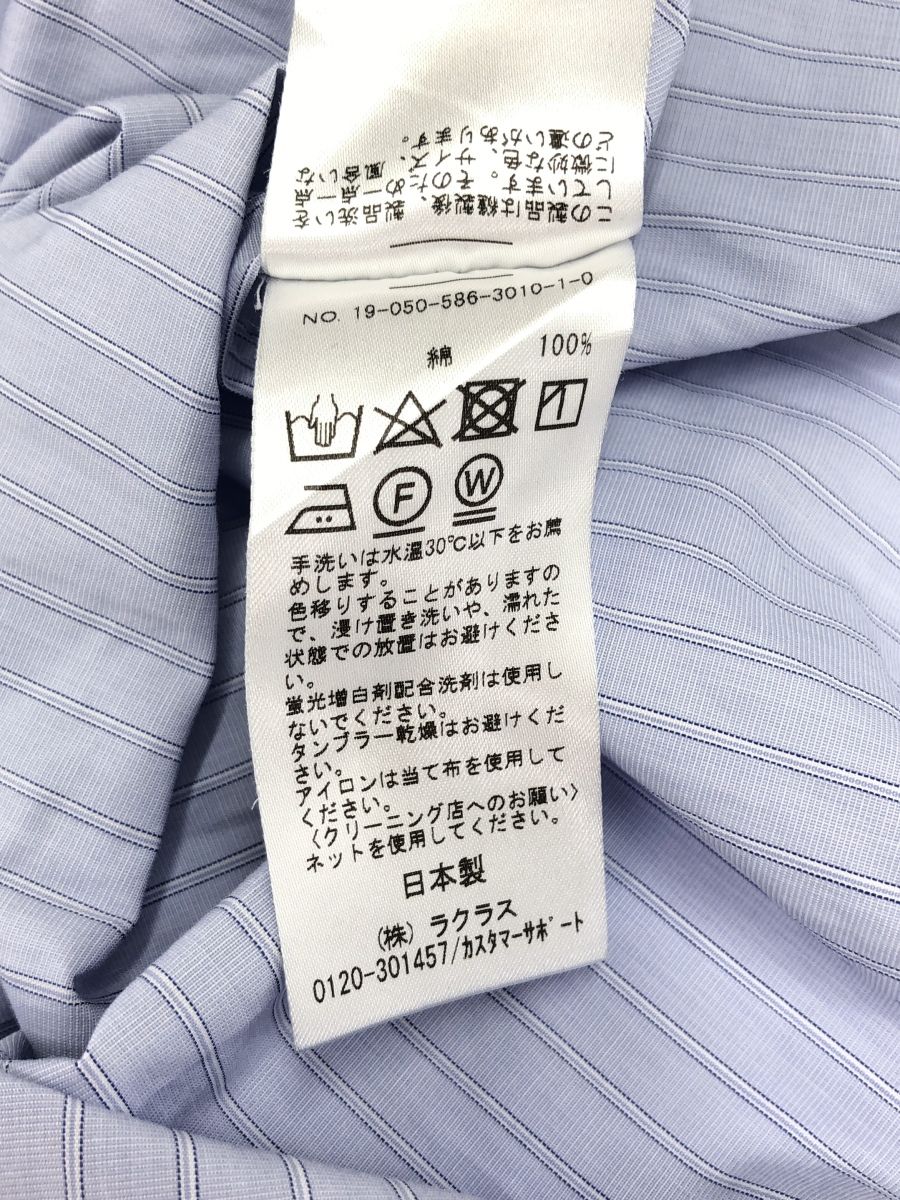 この製品は縫製後、製品洗いを
しています。そのため一点一点
に微妙な色、サイズ、風合いな
どの違いがあります。
NO. 19-050-586-3010-1-0
綿 100%
F W
手洗いは水温30℃以下をお薦
めします。
色移りすることがありますの
で、浸け置き洗いや、濡れた
状態での放置はお避けくださ
い。
蛍光増白剤配合洗剤は使用し
ないでください。
タンブラー乾燥はお避けくだ
さい。
アイロンは当て布を使用して
ください。
〈クリーニング店へのお願い〉
ネットを使用してください。
日本製
(株) ラクラス
0120-301457/カスタマーサポート